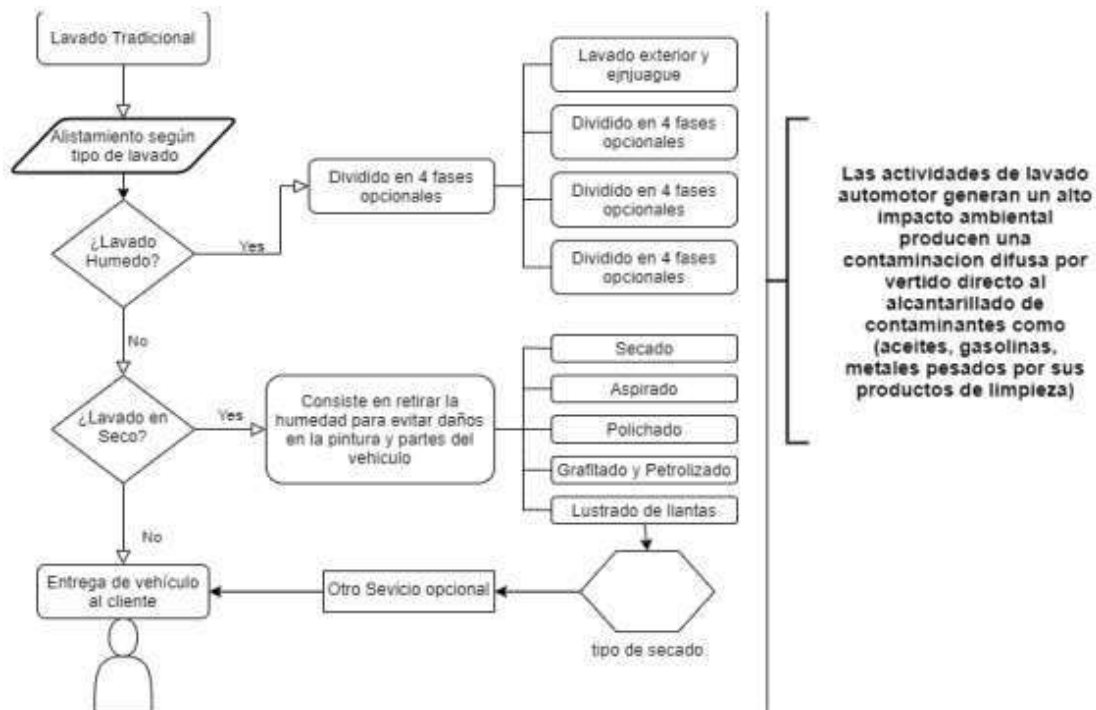 Lavado Tradicional
Alistamiento según
tipo de lavado
¿Lavado
Humedo?
Yes
Dividido en 4 fases
opcionales
Lavado exterior y
ejnjuague
Dividido en 4 fases
opcionales
Dividido en 4 fases
opcionales
Dividido en 4 fases
opcionales
No
¿Lavado en
Seco?
Yes
Consiste en retirar la
humedad para evitar daños
en la pintura y partes del
vehiculo
Secado
Aspirado
Polichado
Grafitado y Petrolizado
Lustrado de llantas
No
Entrega de vehículo
al cliente
Otro Sevicio opcional
tipo de secado
Las actividades de lavado
automotor generan un alto
impacto ambiental
producen una
contaminacion difusa por
vertido directo al
alcantarillado de
contaminantes como
(aceites, gasolinas,
metales pesados por sus
productos de limpieza)